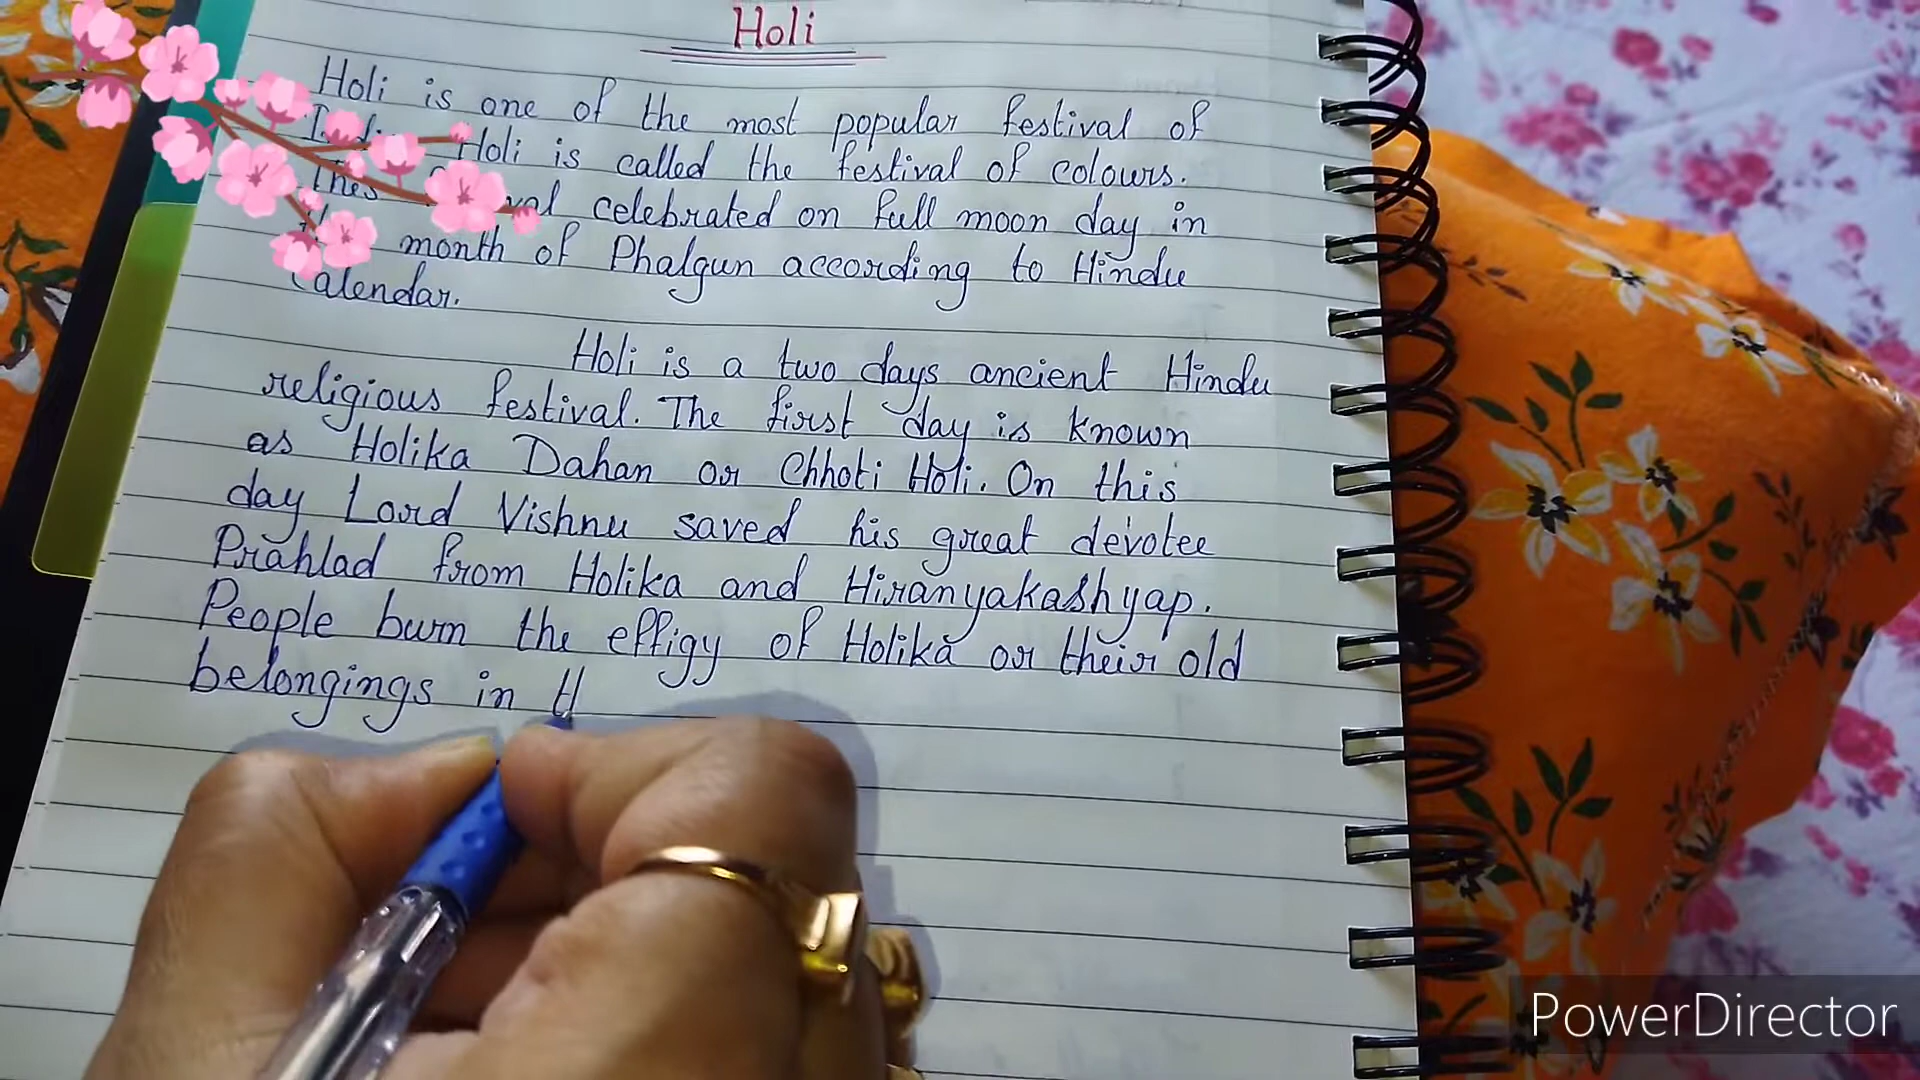 Holi
Holi is one of the most popular festival of
Holi is called the festival of colours.
celebrated on full moon day in
month of Phalgun according to Hindu
Calendar.
Holi is a two days ancient Hindu
religious festival. The first day is known
as Holika Dahan or Chhoti Holi. On this
day Lord Vishnu saved his great devotee
Prahlad from Holika and Hiranyakashyap.
People burn the effigy of Holika or their old
belongings in
PowerDirector